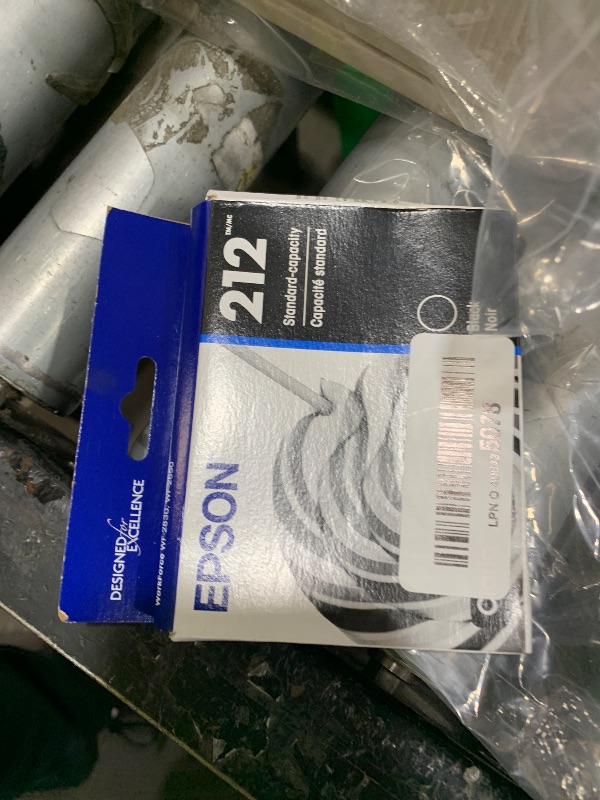 212 ™/MC
Standard-capacity
Capacité standard
Black
Noir
EPSON
DESIGNED for
EXCELLENCE
WorkForce WF-2830, WF-2850
LPN
5078